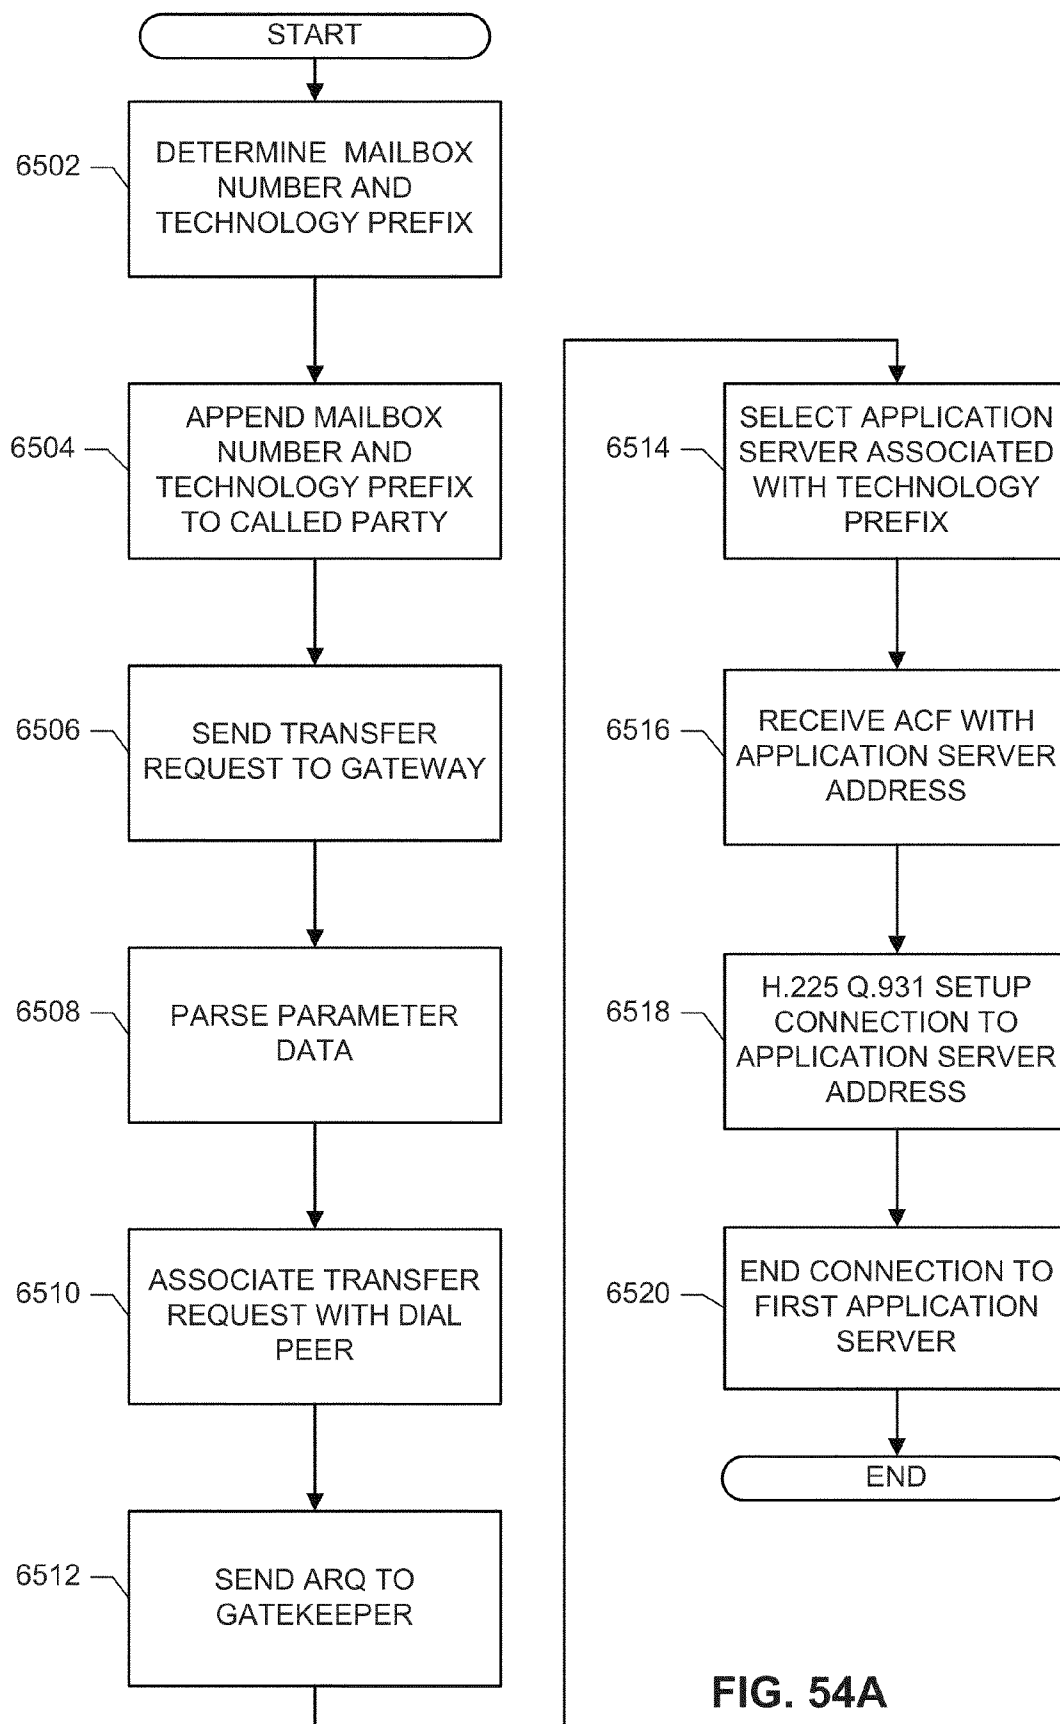 START
6502
DETERMINE MAILBOX
NUMBER AND
TECHNOLOGY PREFIX
6504
APPEND MAILBOX
NUMBER AND
TECHNOLOGY PREFIX
TO CALLED PARTY
6506
SEND TRANSFER
REQUEST TO GATEWAY
6508
PARSE PARAMETER
DATA
6510
ASSOCIATE TRANSFER
REQUEST WITH DIAL
PEER
6512
SEND ARQ TO
GATEKEEPER
6514
SELECT APPLICATION
SERVER ASSOCIATED
WITH TECHNOLOGY
PREFIX
6516
RECEIVE ACF WITH
APPLICATION SERVER
ADDRESS
6518
H.225 Q.931 SETUP
CONNECTION TO
APPLICATION SERVER
ADDRESS
6520
END CONNECTION TO
FIRST APPLICATION
SERVER
END
FIG. 54A